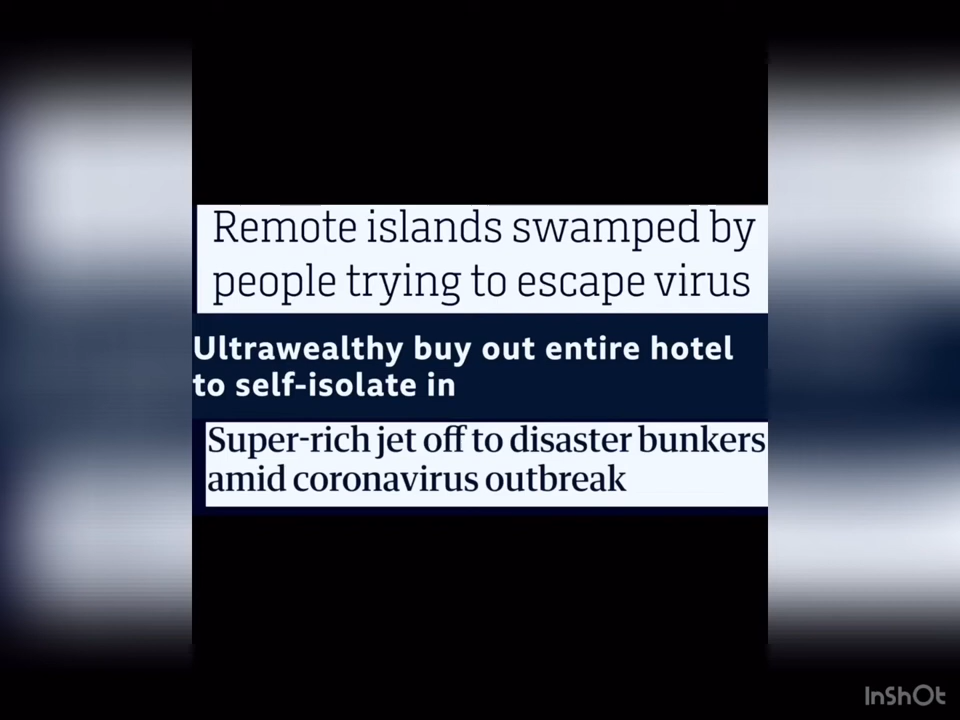 Remote islands swamped by
people trying to escape virus
Ultrawealthy buy out entire hotel
to self-isolate in
Super-rich jet off to disaster bunkers
amid coronavirus outbreak
InShOt